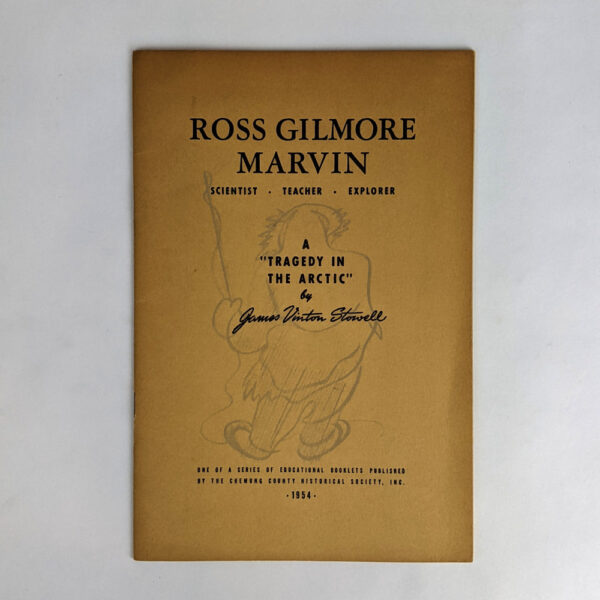 ROSS GILMORE
MARVIN
SCIENTIST · TEACHER · EXPLORER
A
"TRAGEDY IN
THE ARCTIC"
by
James Vinton Stowell
ONE OF A SERIES OF EDUCATIONAL BOOKLETS PUBLISHED
BY THE CHEMUNG COUNTY HISTORICAL SOCIETY, INC.
· 1954 ·